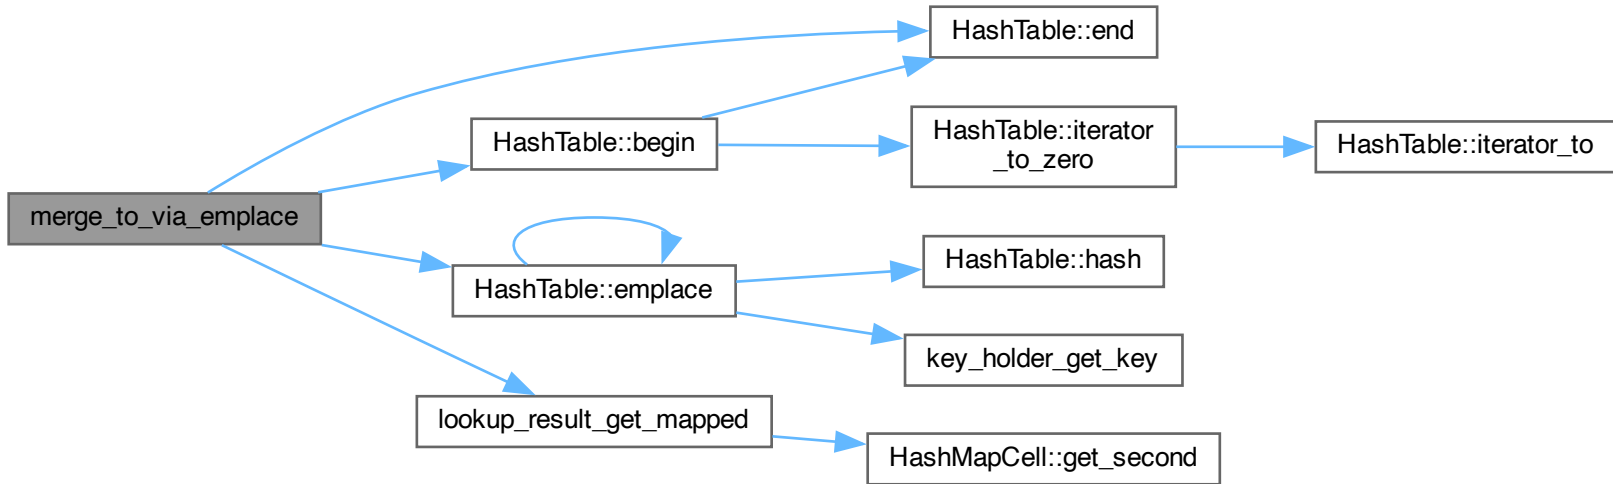 HashTable::end
HashTable::begin
HashTable::iterator
_to_zero
HashTable::iterator_to
merge_to_via_emplace
HashTable::emplace
HashTable::hash
key_holder_get_key
lookup_result_get_mapped
HashMapCell::get_second